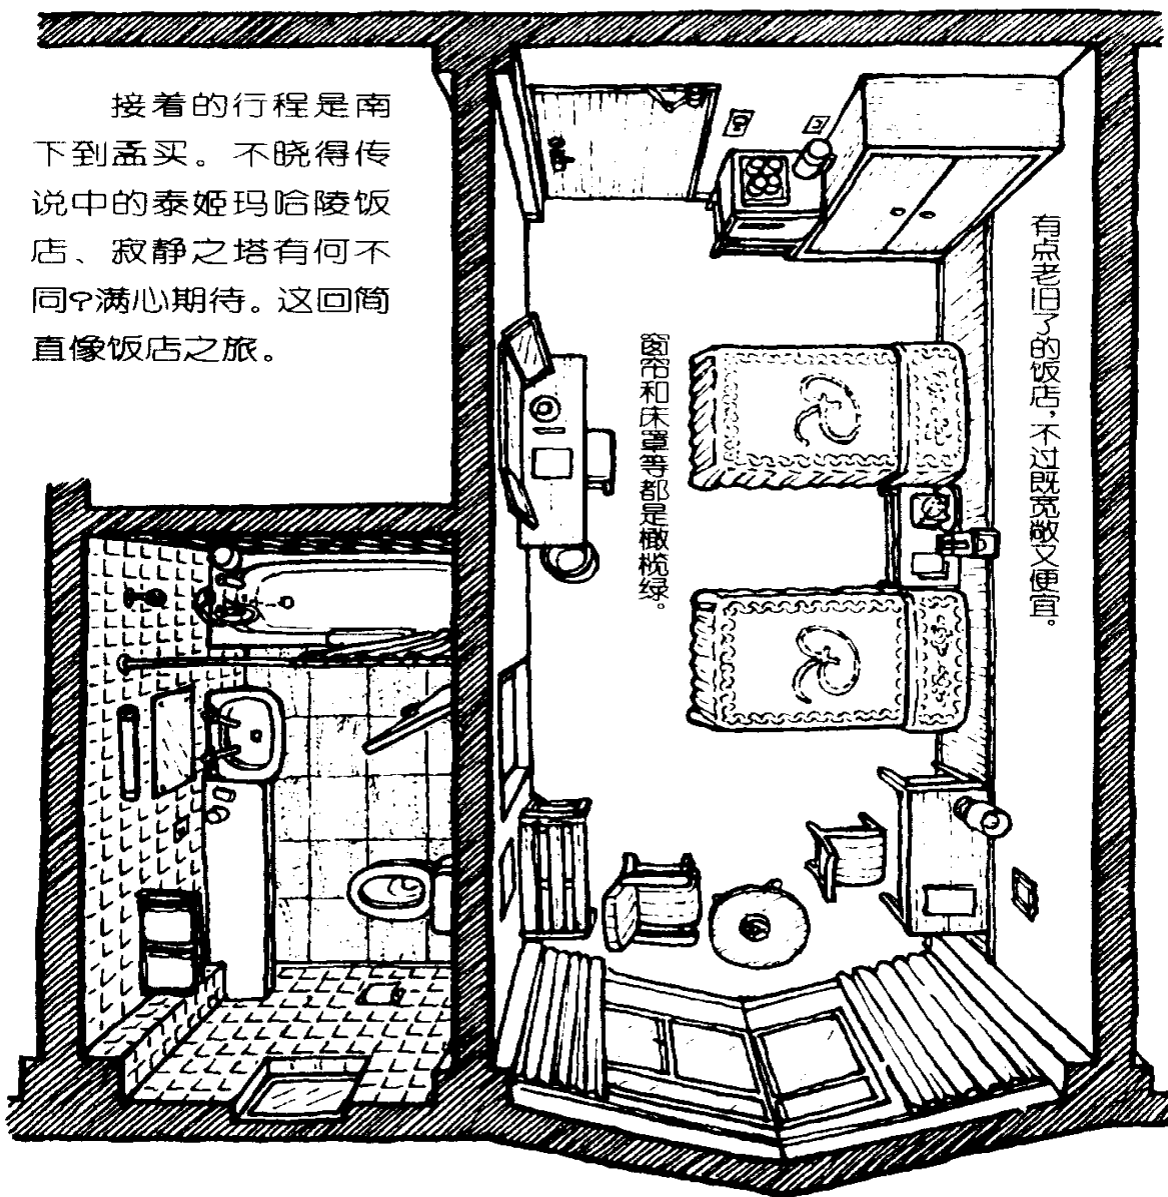 接着的行程是南
下到孟买。不晓得传
说中的泰姬玛哈陵饭
店、寂静之塔有何不
同?满心期待。这回简
直像饭店之旅。
窗帘和床罩等都是橄榄绿。
有点老旧了的饭店，不过既宽敞又便宜。